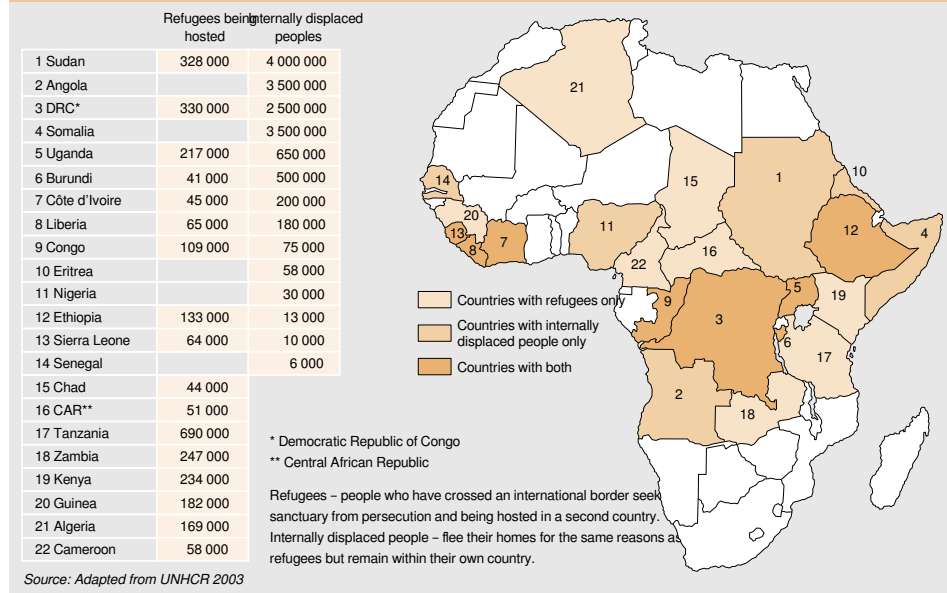 Refugees being hosted Internally displaced peoples
1 Sudan 328 000 4 000 000
2 Angola 3 500 000
3 DRC* 330 000 2 500 000
4 Somalia 3 500 000
5 Uganda 217 000 650 000
6 Burundi 41 000 500 000
7 Côte d'Ivoire 45 000 200 000
8 Liberia 65 000 180 000
9 Congo 109 000 75 000
10 Eritrea 58 000
11 Nigeria 30 000
12 Ethiopia 133 000 13 000
13 Sierra Leone 64 000 10 000
14 Senegal 6 000
15 Chad 44 000
16 CAR** 51 000
17 Tanzania 690 000
18 Zambia 247 000
19 Kenya 234 000
20 Guinea 182 000
21 Algeria 169 000
22 Cameroon 58 000
Source: Adapted from UNHCR 2003
* Democratic Republic of Congo
** Central African Republic
Refugees – people who have crossed an international border seek
sanctuary from persecution and being hosted in a second country.
Internally displaced people – flee their homes for the same reasons as
refugees but remain within their own country.
Countries with refugees only
Countries with internally
displaced people only
Countries with both
21
14
15
1
10
20
13
8
7
11
12
4
22
16
9
3
5
19
6
17
2
18